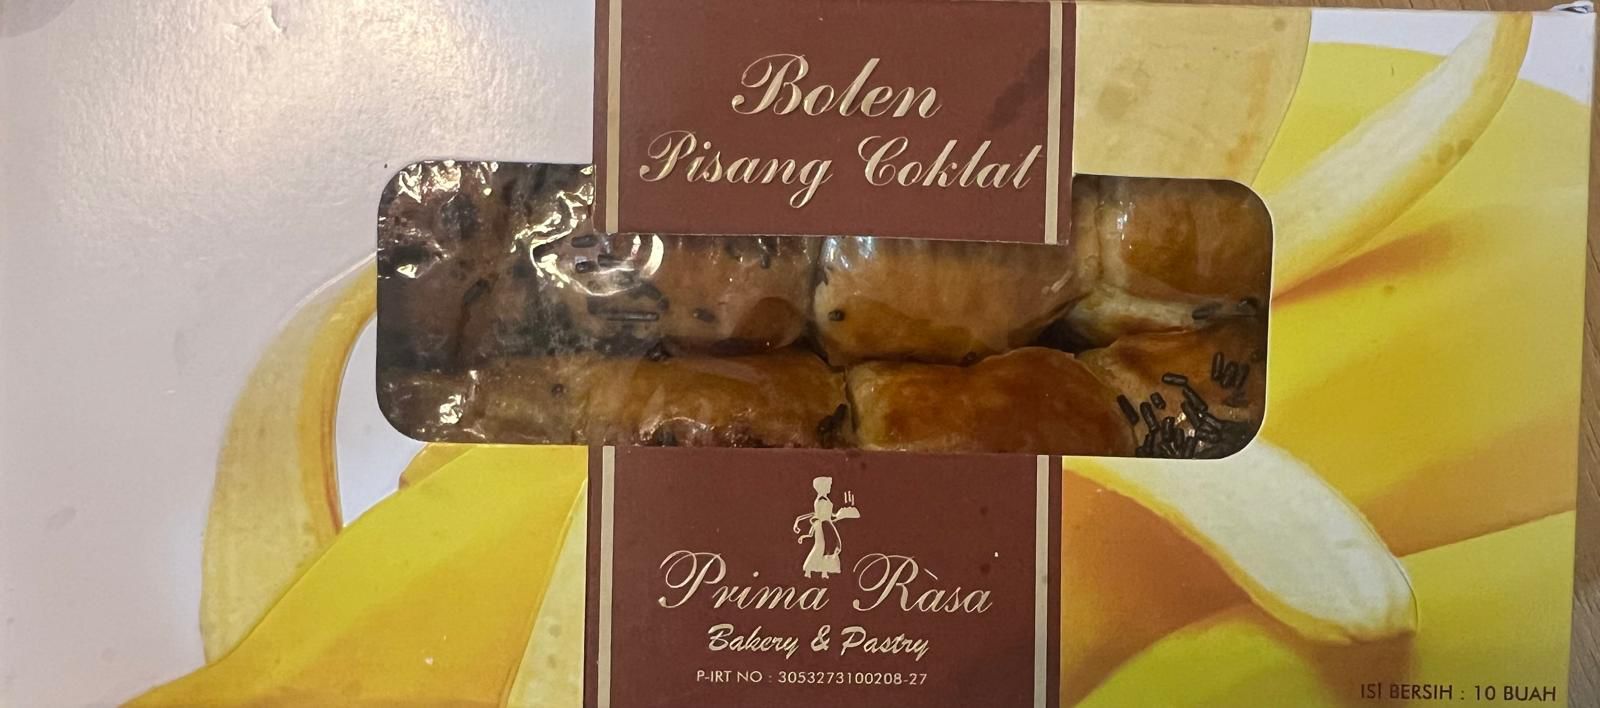 Bolen
Pisang Coklat
Prima Ràsa
Bakery & Pastry
P-IRT NO : 3053273100208-27
ISI BERSIH : 10 BUAH